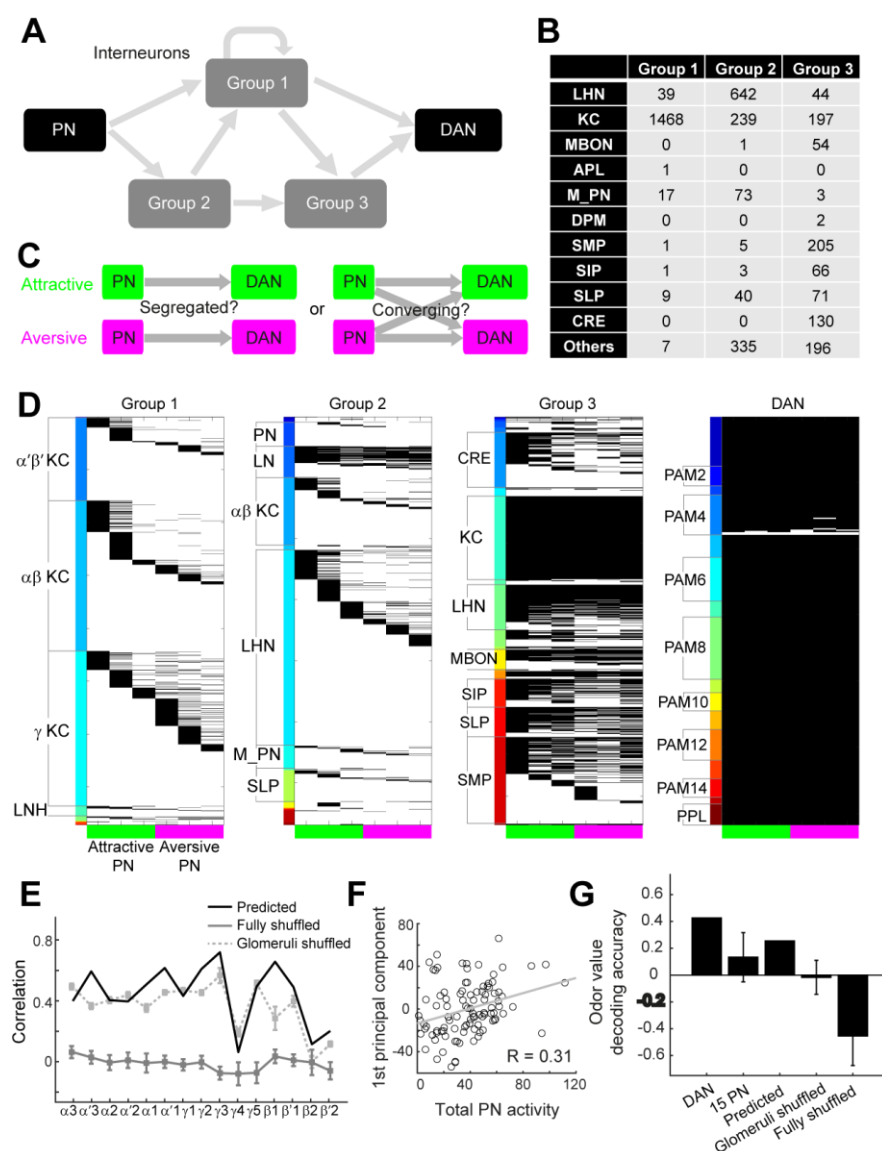 A
Interneurons
Group 1
PN
DAN
Group 2
Group 3
B
Group 1 Group 2 Group 3
LHN 39 642 44
KC 1468 239 197
MBON 0 1 54
APL 1 0 0
M_PN 17 73 3
DPM 0 0 2
SMP 1 5 205
SIP 1 3 66
SLP 9 40 71
CRE 0 0 130
Others 7 335 196
C
Attractive PN DAN PN DAN
Segregated? or Converging?
Aversive PN DAN PN DAN
D
Group 1
α'β' KC
αβ KC
γ KC
LNH
Attractive PN
Aversive PN
Group 2
PN
LN
αβ KC
LHN
M_PN
SLP
Group 3
CRE
KC
LHN
MBON
SIP
SLP
SMP
DAN
PAM2
PAM4
PAM6
PAM8
PAM10
PAM12
PAM14
PPL
E
Predicted
Fully shuffled
Glomeruli shuffled
Correlation
0.8
0.4
0
α3 α'3 α2 α'2 α1 α'1 γ1 γ2 γ3 γ4 γ5 β1 β'1 β2 β'2
F
1st principal component
80
40
0
-40
R = 0.31
0 40 80 120
Total PN activity
G
Odor value
decoding accuracy
0.4
0.2
0
-0.2
-0.4
-0.6
DAN
15 PN
Predicted
Glomeruli shuffled
Fully shuffled